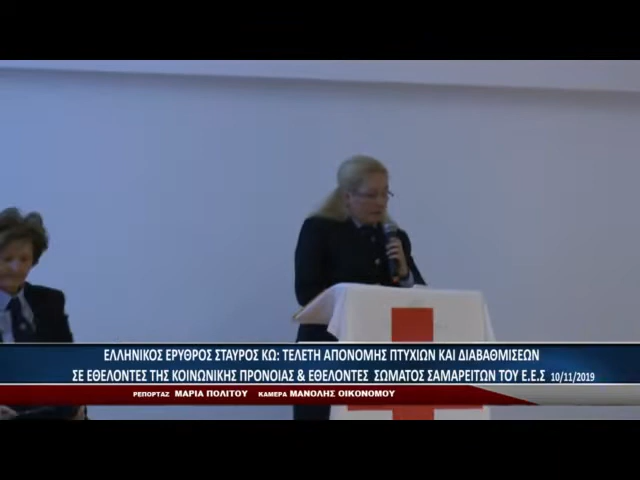 ΕΛΛΗΝΙΚΟΣ ΕΡΥΘΡΟΣ ΣΤΑΥΡΟΣ ΚΩ: ΤΕΛΕΤΗ ΑΠΟΝΟΜΗΣ ΠΤΥΧΙΩΝ ΚΑΙ ΔΙΑΒΑΘΜΙΣΕΩΝ
ΣΕ ΕΘΕΛΟΝΤΕΣ ΤΗΣ ΚΟΙΝΩΝΙΚΗΣ ΠΡΟΝΟΙΑΣ & ΕΘΕΛΟΝΤΕΣ ΣΩΜΑΤΟΣ ΣΑΜΑΡΕΙΤΩΝ ΤΟΥ Ε.Ε.Σ 10/11/2019
ΡΕΠΟΡΤΑΖ ΜΑΡΙΑ ΠΟΛΙΤΟΥ ΚΑΜΕΡΑ ΜΑΝΟΛΗΣ ΟΙΚΟΝΟΜΟΥ